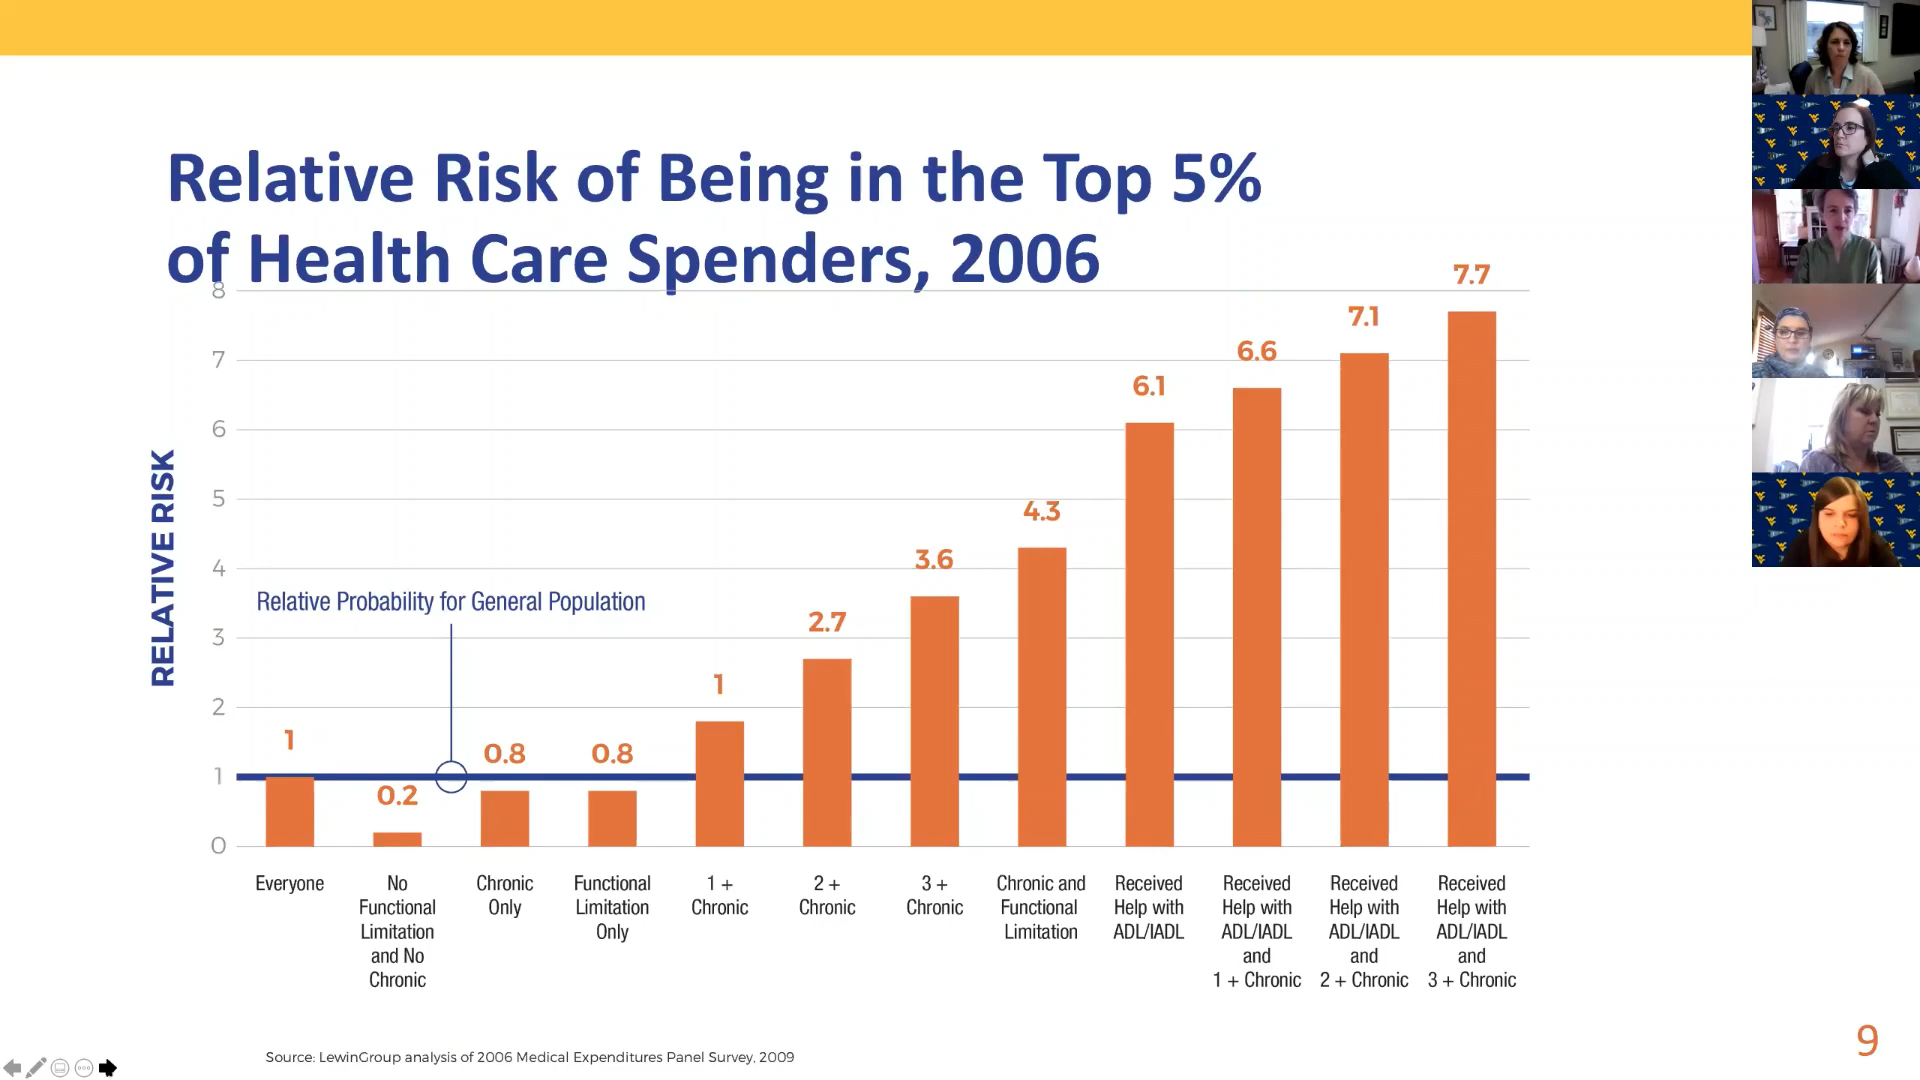 Relative Risk of Being in the Top 5%
of Health Care Spenders, 2006
RELATIVE RISK
8
7
6
5
4
3
2
1
0
Relative Probability for General Population
1
0.2
0.8
0.8
1
2.7
3.6
4.3
6.1
6.6
7.1
7.7
Everyone
No
Functional
Limitation
and No
Chronic
Chronic
Only
Functional
Limitation
Only
1 +
Chronic
2 +
Chronic
3 +
Chronic
Chronic and
Functional
Limitation
Received
Help with
ADL/IADL
Received
Help with
ADL/IADL
and
1 + Chronic
Received
Help with
ADL/IADL
and
2 + Chronic
Received
Help with
ADL/IADL
and
3 + Chronic
Source: LewinGroup analysis of 2006 Medical Expenditures Panel Survey, 2009
9